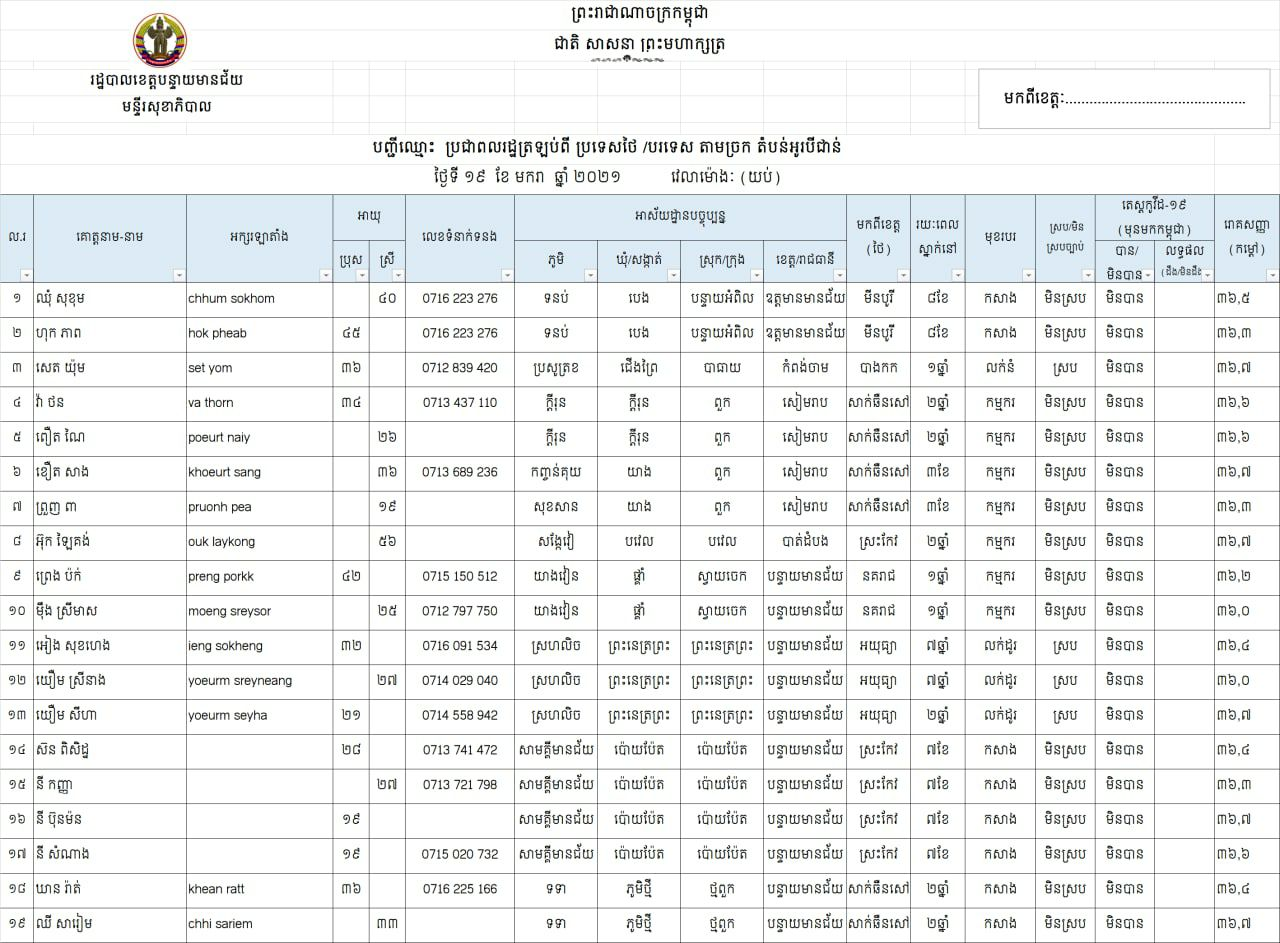 ព្រះរាជាណាចក្រកម្ពុជា
ជាតិ សាសនា ព្រះមហាក្សត្រ
រដ្ឋបាលខេត្តបន្ទាយមានជ័យ
មន្ទីរសុខាភិបាល
មកពីខេត្ត:.............................................
បញ្ជីឈ្មោះ ប្រជាពលរដ្ឋត្រឡប់ពី ប្រទេសថៃ /បរទេស តាមច្រក តំបន់អូរបីជាន់
ថ្ងៃទី ១៩ ខែ មករា ឆ្នាំ ២០២១ វេលាម៉ោង: (យប់)
ល.រ គោត្តនាម-នាម អក្សរឡាតាំង អាយុ លេខទំនាក់ទនង អាស័យដ្ឋានបច្ចុប្បន្ន មកពីខេត្ត (ថៃ) រយ:ពេល ស្នាក់នៅ មុខរបរ ស្រប/មិន ស្របច្បាប់ តេស្តកូវីដ-១៩ (មុនមកកម្ពុជា) រោគសញ្ញា (កម្ដៅ)
ប្រុស ស្រី ភូមិ ឃុំ/សង្កាត់ ស្រុក/ក្រុង ខេត្ត/រាជធានី បាន/ មិនបាន លទ្ធផល (ដឹង/មិនដឹង)
១ ឈុំ សុខុម chhum sokhom ៤០ 0716 223 276 ទនប់ បេង បន្ទាយអំពិល ឧត្តមានមានជ័យ មីនបូរី ៨ខែ កសាង មិនស្រប មិនបាន ៣៦,៥
២ ហុក ភាព hok pheab ៤៥ 0716 223 276 ទនប់ បេង បន្ទាយអំពិល ឧត្តមានមានជ័យ មីនបូរី ៨ខែ កសាង មិនស្រប មិនបាន ៣៦,៣
៣ សេត យ៉ុម set yom ៣៦ 0712 839 420 ប្រសូត្រខ ជើងព្រៃ បាធាយ កំពង់ចាម បាងកក ១ឆ្នាំ លក់នំ ស្រប មិនបាន ៣៦,៧
៤ វ៉ា ថន va thorn ៣៤ 0713 437 110 ក្ដីរុន ក្ដីរុន ពួក សៀមរាប សាក់ធឺនសៅ ២ឆ្នាំ កម្មករ មិនស្រប មិនបាន ៣៦,៦
៥ ពឿត ណៃ poeurt naiy ២៦ ក្ដីរុន ក្ដីរុន ពួក សៀមរាប សាក់ធឺនសៅ ២ឆ្នាំ កម្មករ មិនស្រប មិនបាន ៣៦,៦
៦ ខឿត សាង khoeurt sang ៣៦ 0713 689 236 កញ្ចន់គុយ យាង ពួក សៀមរាប សាក់ធឺនសៅ ៣ខែ កម្មករ មិនស្រប មិនបាន ៣៦,៧
៧ ព្រួញ ពា pruonh pea ១៩ សុខសាន យាង ពួក សៀមរាប សាក់ធឺនសៅ ៣ខែ កម្មករ មិនស្រប មិនបាន ៣៦,៣
៨ អ៊ុក ឡៃគង់ ouk laykong ៥៦ សង្កែវៀ បវេល បវេល បាត់ដំបង ស្រះកែវ ២ឆ្នាំ កម្មករ មិនស្រប មិនបាន ៣៦,៧
៩ ព្រេង ប៉ក់ preng porkk ៤២ 0715 150 512 យាងវៀន ផ្គាំ ស្វាយចេក បន្ទាយមានជ័យ នគរាជ ១ឆ្នាំ កម្មករ មិនស្រប មិនបាន ៣៦,២
១០ ម៉ឹង ស្រីមាស moeng sreysor ២៥ 0712 797 750 យាងវៀន ផ្គាំ ស្វាយចេក បន្ទាយមានជ័យ នគរាជ ១ឆ្នាំ កម្មករ មិនស្រប មិនបាន ៣៦,០
១១ អៀង សុខហេង ieng sokheng ៣២ 0716 091 534 ស្រហលិច ព្រះនេត្រព្រះ ព្រះនេត្រព្រះ បន្ទាយមានជ័យ អយុធ្យា ៧ឆ្នាំ លក់ដូរ ស្រប មិនបាន ៣៦,៤
១២ យឿម ស្រីនាង yoeurm sreyneang ២៧ 0714 029 040 ស្រហលិច ព្រះនេត្រព្រះ ព្រះនេត្រព្រះ បន្ទាយមានជ័យ អយុធ្យា ៧ឆ្នាំ លក់ដូរ ស្រប មិនបាន ៣៦,០
១៣ យឿម សីហា yoeurm seyha ២១ 0714 558 942 ស្រហលិច ព្រះនេត្រព្រះ ព្រះនេត្រព្រះ បន្ទាយមានជ័យ អយុធ្យា ២ឆ្នាំ លក់ដូរ ស្រប មិនបាន ៣៦,៧
១៤ ស៊ន ពិសិដ្ឋ ២៨ 0713 741 472 សាមគ្គីមានជ័យ ប៉ោយប៉ែត ប៉ោយប៉ែត បន្ទាយមានជ័យ ស្រះកែវ ៧ខែ កសាង មិនស្រប មិនបាន ៣៦,៤
១៥ នី កញ្ញា ២៧ 0713 721 798 សាមគ្គីមានជ័យ ប៉ោយប៉ែត ប៉ោយប៉ែត បន្ទាយមានជ័យ ស្រះកែវ ៧ខែ កសាង មិនស្រប មិនបាន ៣៦,៣
១៦ នី ប៊ុនម៉ន ១៩ សាមគ្គីមានជ័យ ប៉ោយប៉ែត ប៉ោយប៉ែត បន្ទាយមានជ័យ ស្រះកែវ ៧ខែ កសាង មិនស្រប មិនបាន ៣៦,៧
១៧ នី សំណាង ១៩ 0715 020 732 សាមគ្គីមានជ័យ ប៉ោយប៉ែត ប៉ោយប៉ែត បន្ទាយមានជ័យ ស្រះកែវ ៧ខែ កសាង មិនស្រប មិនបាន ៣៦,៦
១៨ ឃាន រ៉ាត់ khean ratt ៣៦ 0716 225 166 ទទា ភូមិថ្មី ថ្មពួក បន្ទាយមានជ័យ សាក់ធឺនសៅ ២ឆ្នាំ កសាង មិនស្រប មិនបាន ៣៦,៤
១៩ ឈី សារៀម chhi sariem ៣៣ ទទា ភូមិថ្មី ថ្មពួក បន្ទាយមានជ័យ សាក់ធឺនសៅ ២ឆ្នាំ កសាង មិនស្រប មិនបាន ៣៦,៧